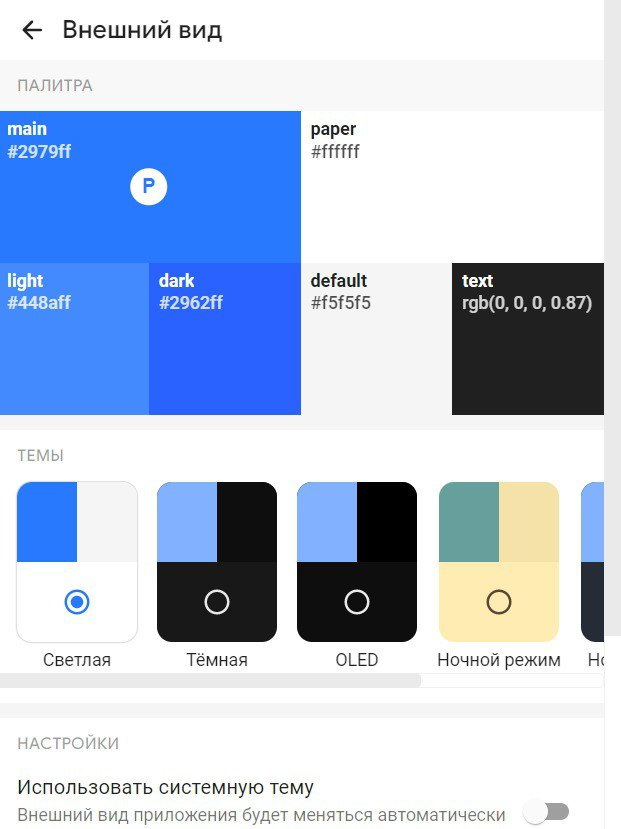 Внешний вид
ПАЛИТРА
main
#2979ff
P
paper
#ffffff
light
#448aff
dark
#2962ff
default
#f5f5f5
text
rgb(0, 0, 0, 0.87)
ТЕМЫ
Светлая
Тёмная
OLED
Ночной режим
НАСТРОЙКИ
Использовать системную тему
Внешний вид приложения будет меняться автоматически